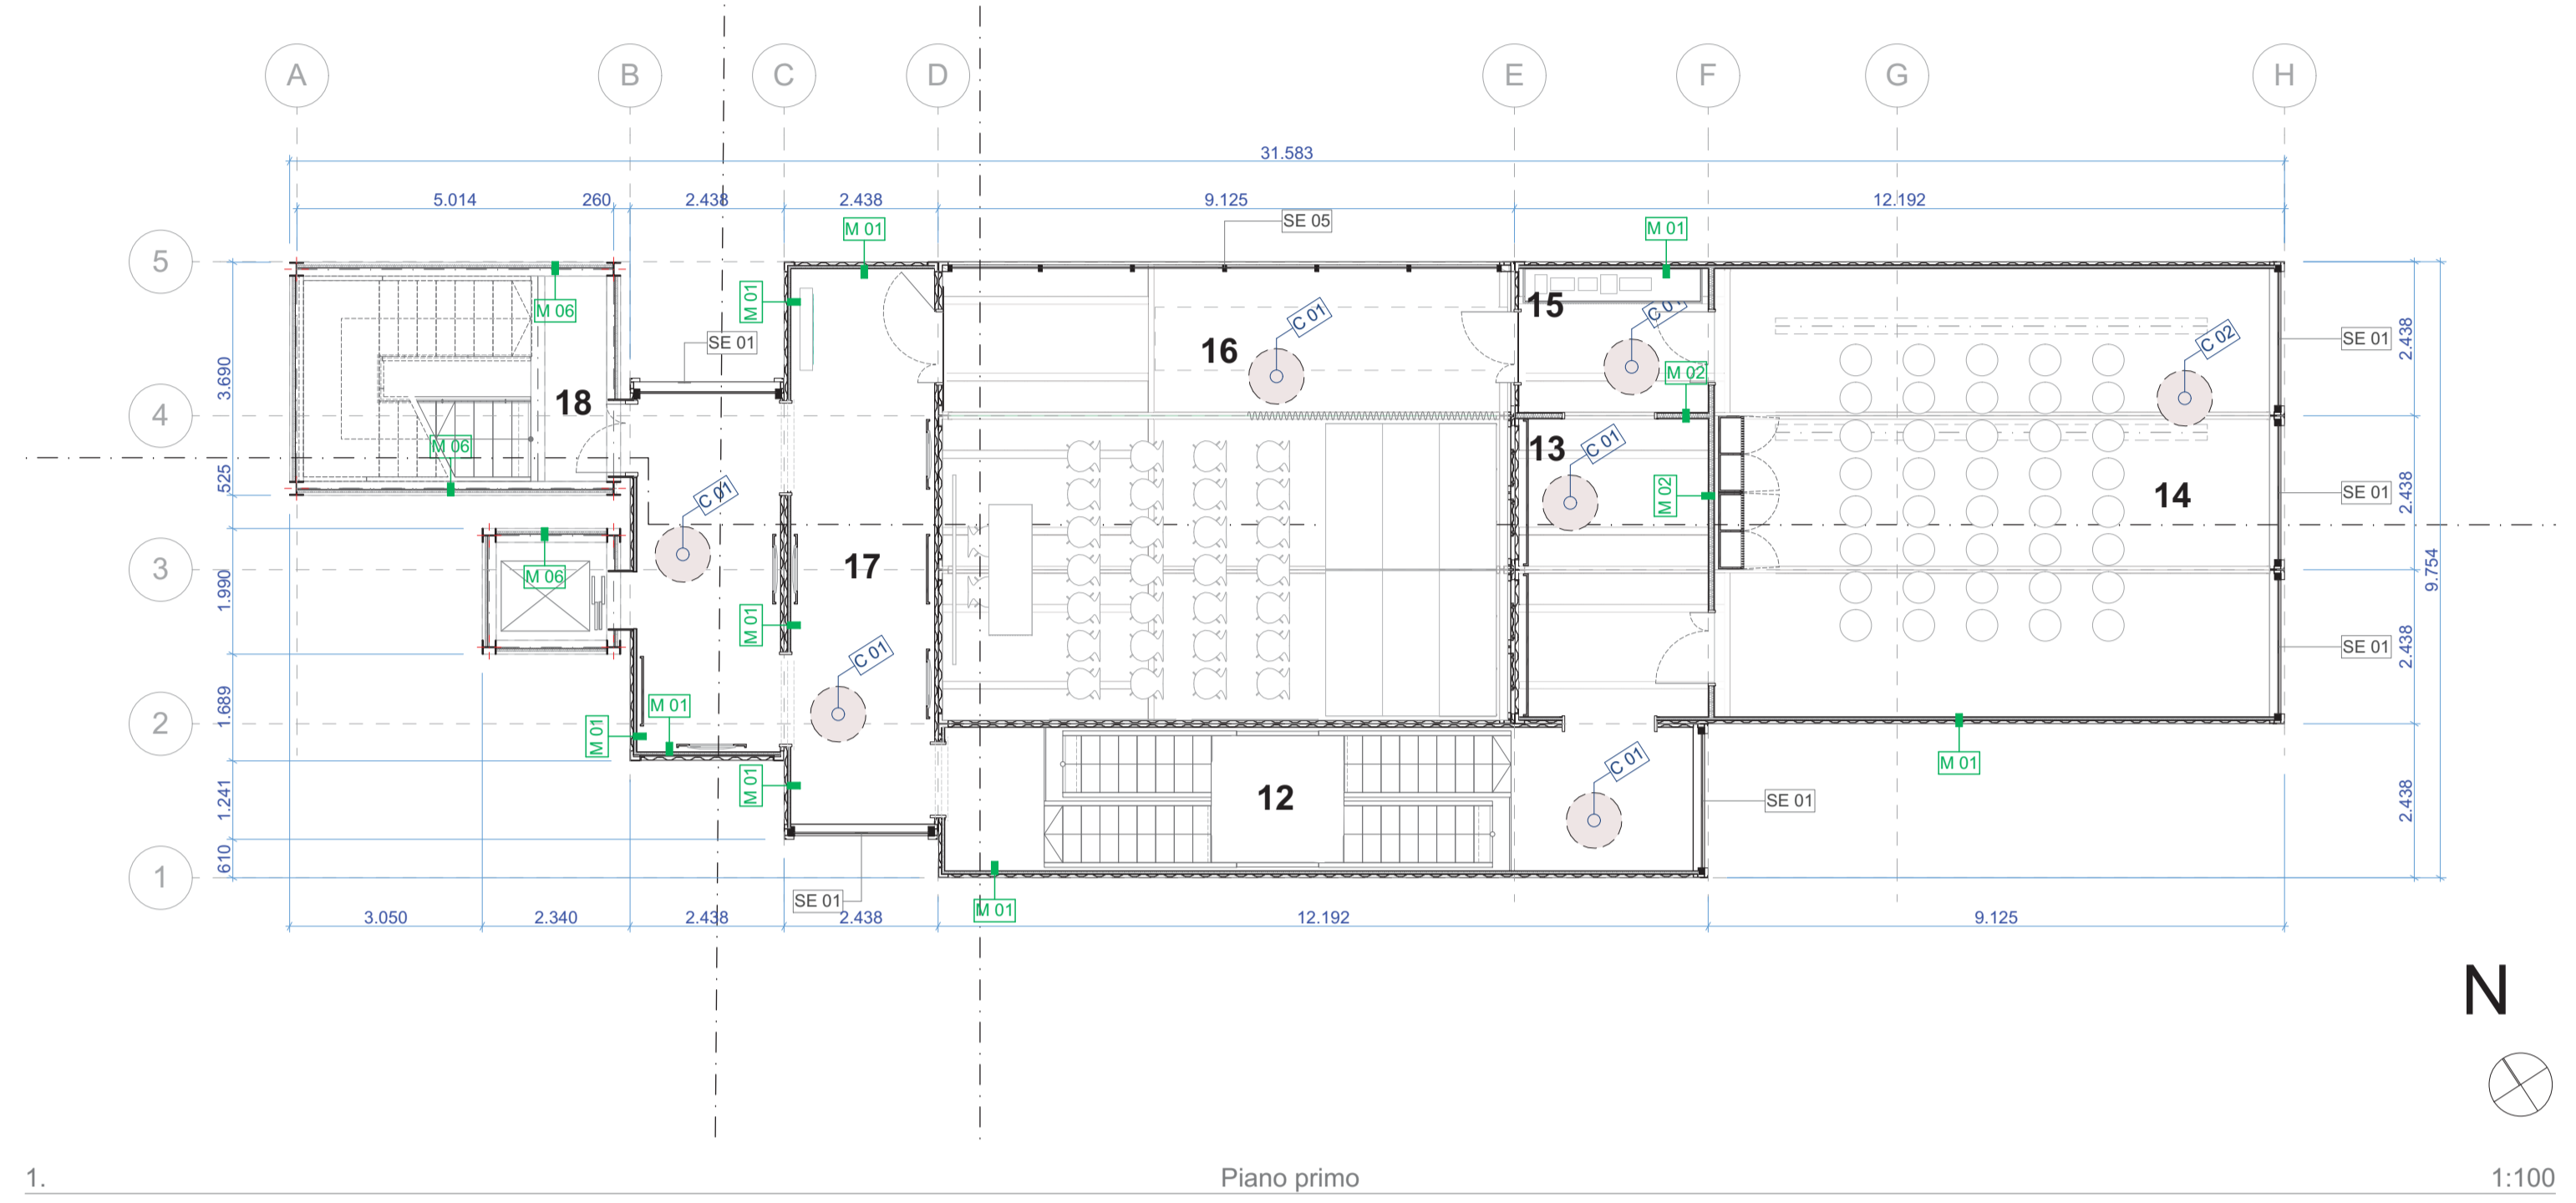 A B C D E F G H
31.583
5.014 260 2.438 2.438 9.125 12.192
SE 05
M 01
M 01
5
M 06
M 01
SE 01
15
C 01
C 01
16
C 02
SE 01
2.438
3.690
M 02
18
4
M 06
13
C 01
M 02
14
SE 01
2.438
525
C 01
3
M 06
17
1.990
M 01
C 01
SE 01
2.438
9.754
1.689
M 01
M 01
2
C 01
M 01
M 01
12
SE 01
2.438
1.241
610
1
SE 01
M 01
3.050 2.340 2.438 2.438 12.192 9.125
N
1. Piano primo 1:100